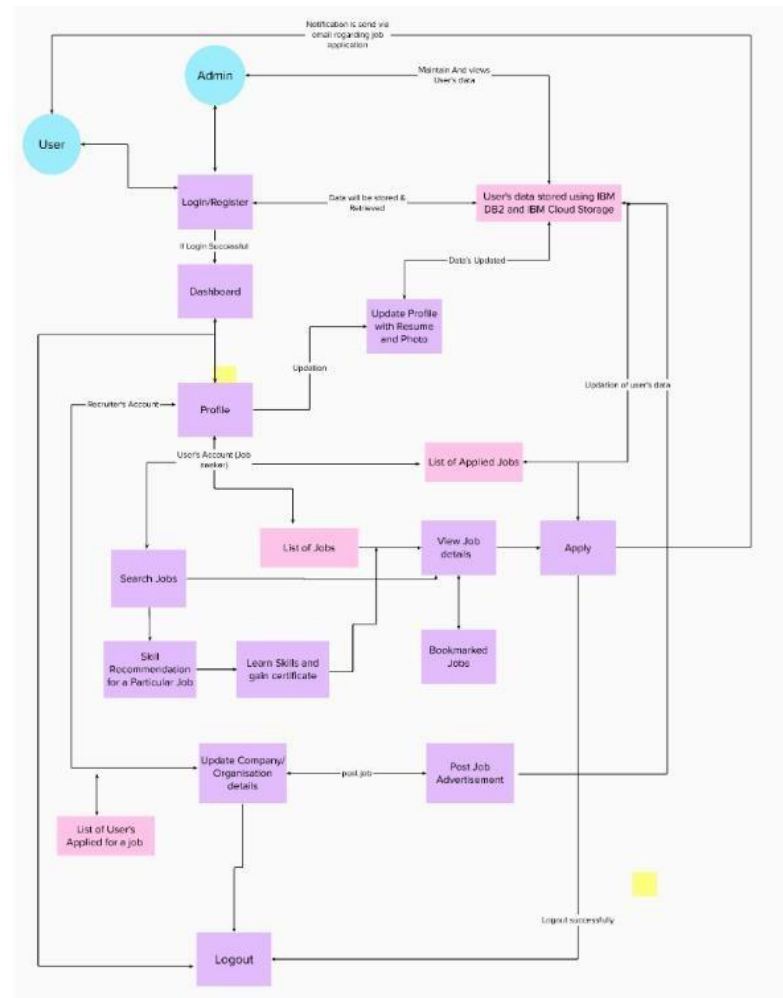 Notification is send via
email regarding job
application
Admin
Maintain And views
User's data
User
Login/Register
Data will be stored &
Retrieved
User's data stored using IBM
DB2 and IBM Cloud Storage
If Login Successful
Dashboard
Data's Updated
Update Profile
with Resume
and Photo
Updation
Updation of user's data
Recruiter's Account
Profile
User's Account (Job
seeker)
List of Applied Jobs
List of Jobs
View Job
details
Apply
Search Jobs
Skill
Recommendation
for a Particular Job
Learn Skills and
gain certificate
Bookmarked
Jobs
Update Company/
Organisation
details
post job
Post Job
Advertisement
List of User's
Applied for a job
Logout successfully
Logout